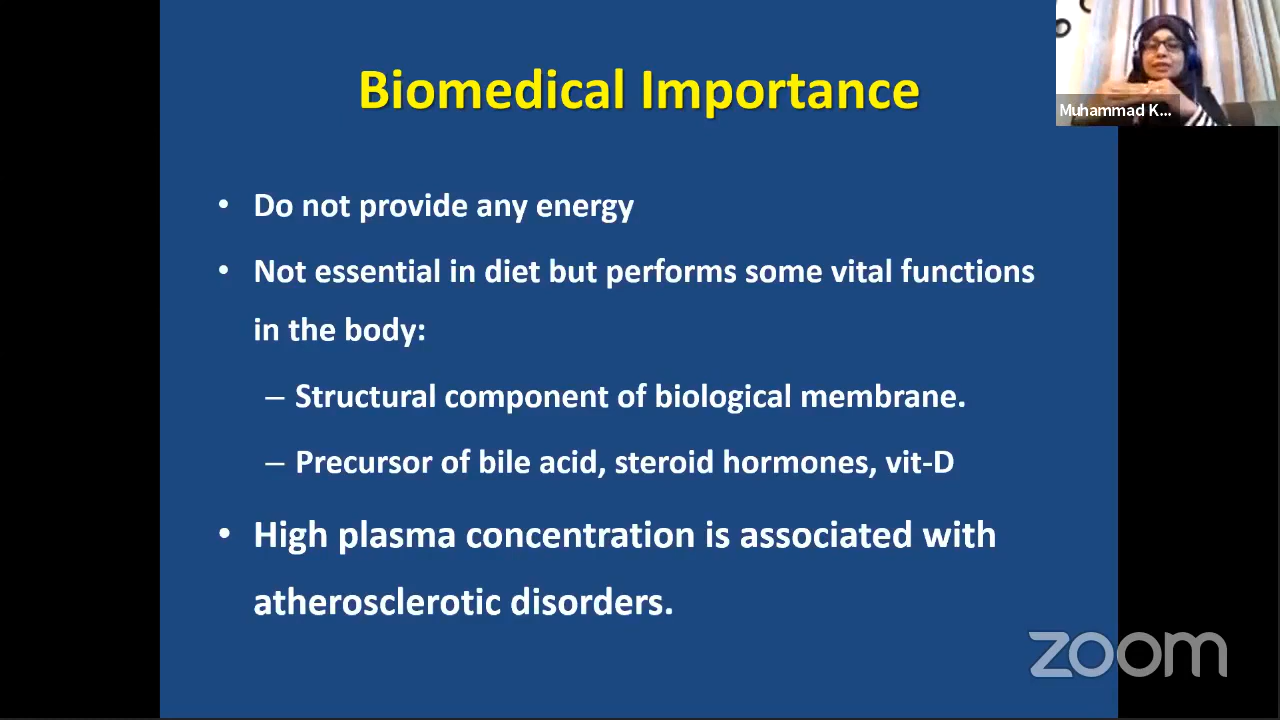 Biomedical Importance
Muhammad K...
• Do not provide any energy
• Not essential in diet but performs some vital functions
in the body:
– Structural component of biological membrane.
– Precursor of bile acid, steroid hormones, vit-D
• High plasma concentration is associated with
atherosclerotic disorders.
zoom